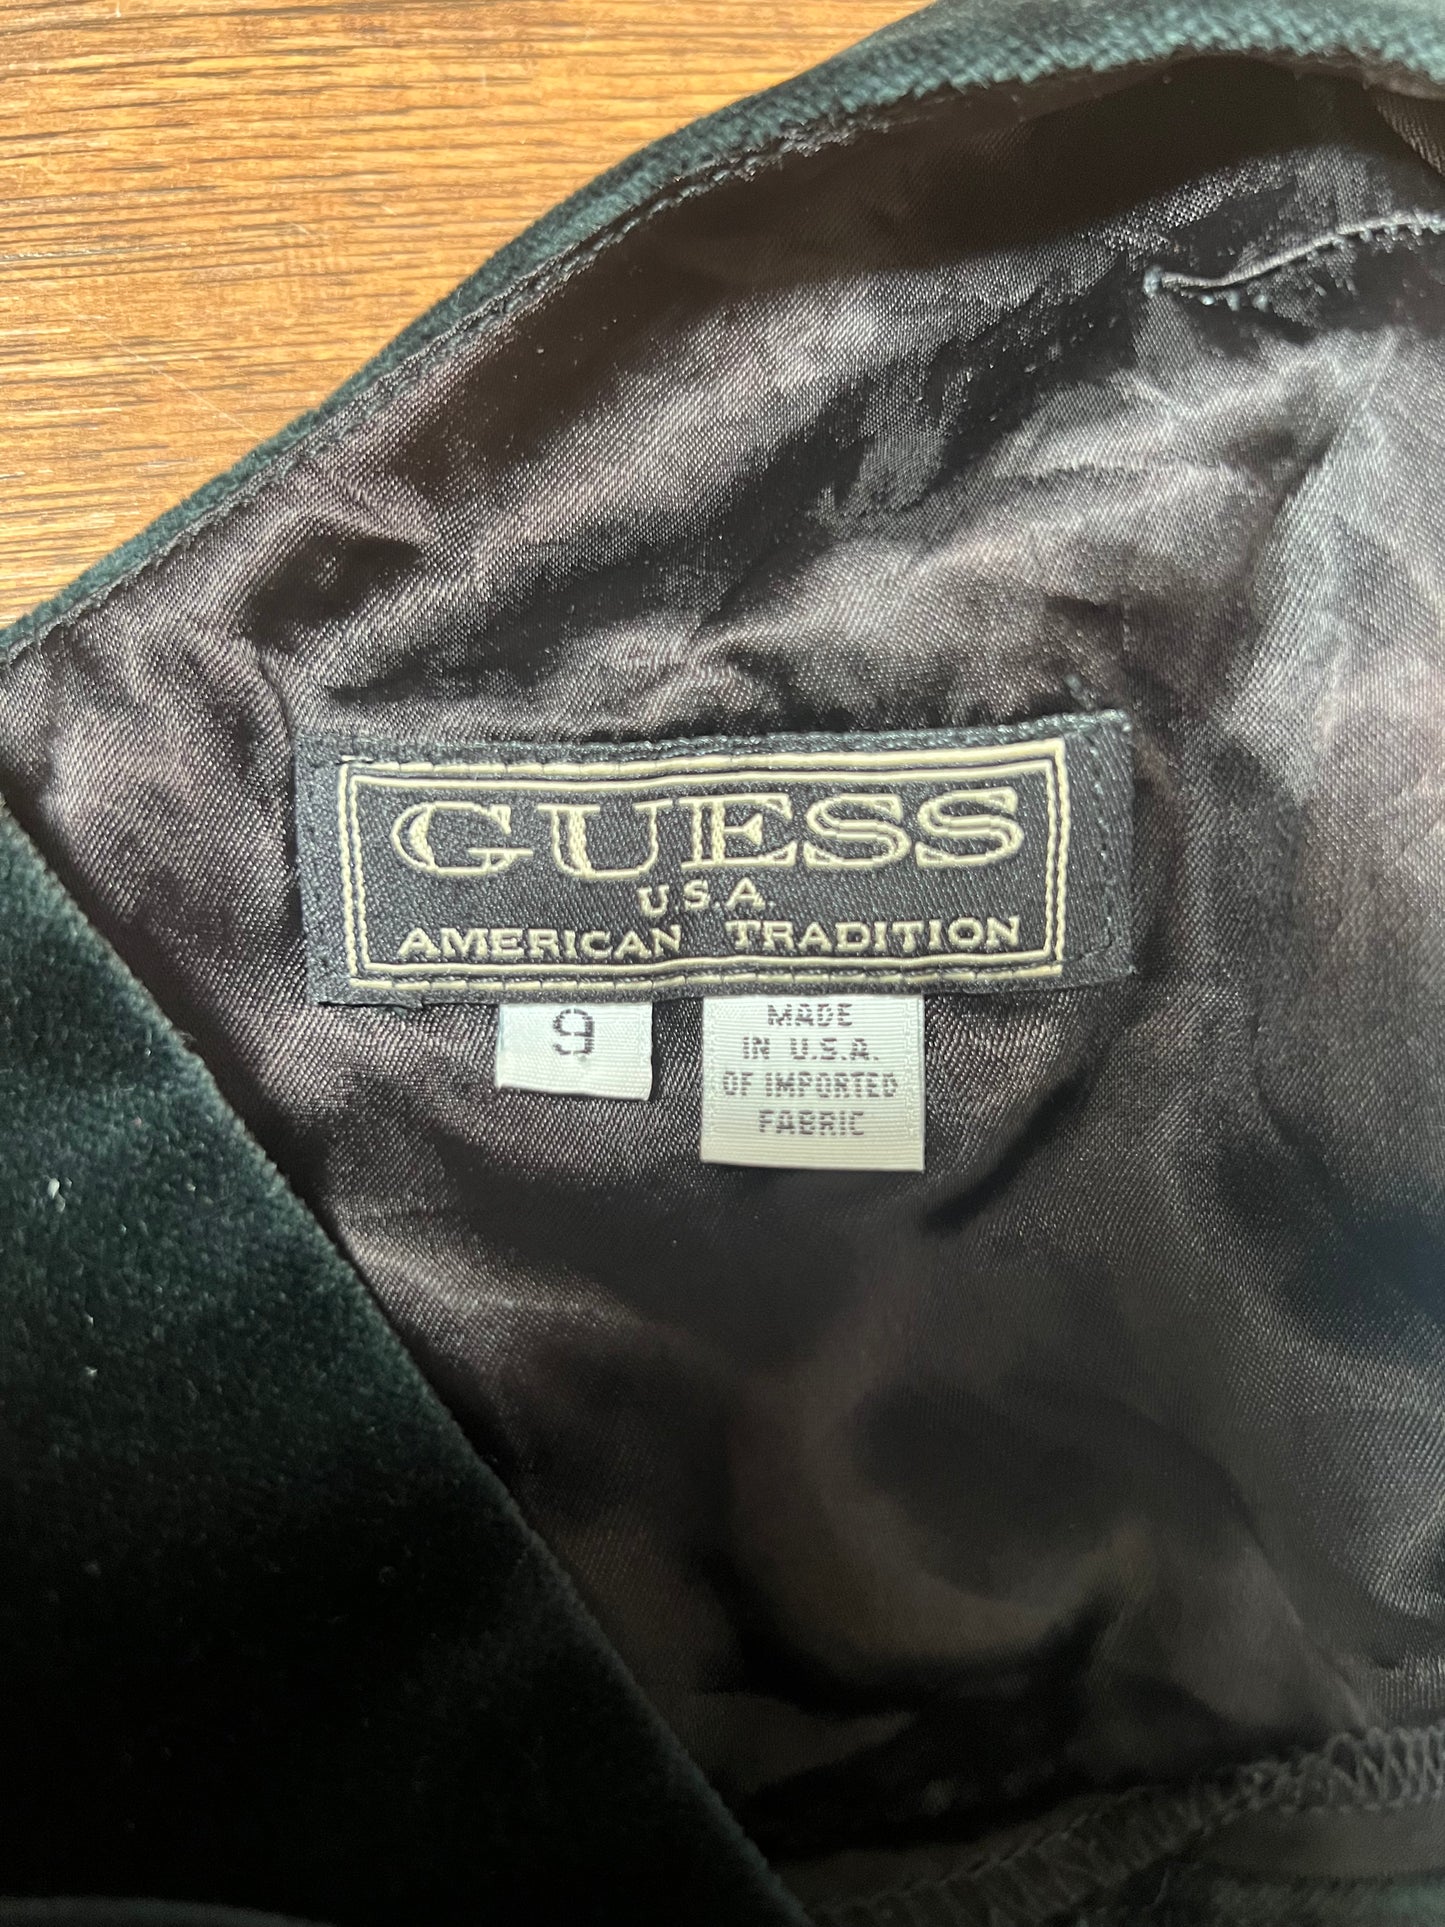 GUESS
U.S.A.
AMERICAN TRADITION
9
MADE
IN U.S.A.
OF IMPORTED
FABRIC